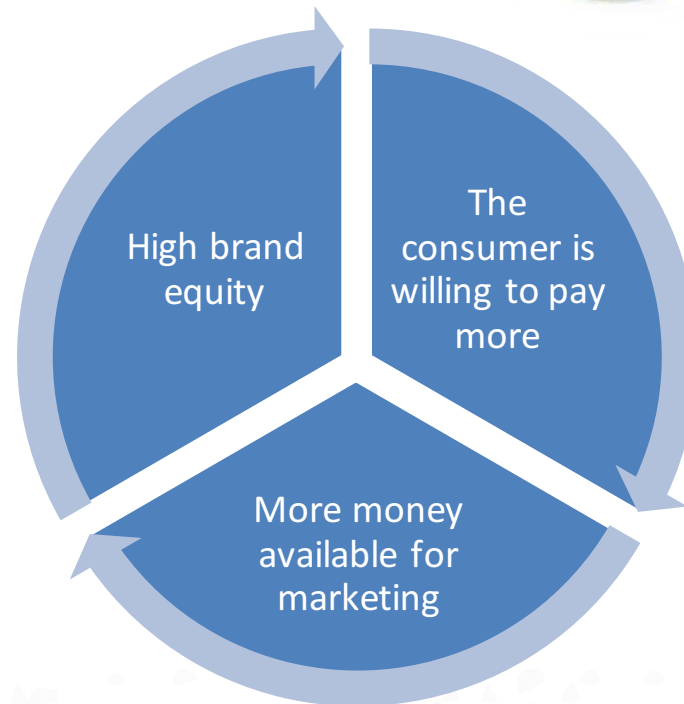 High brand
equity
The
consumer is
willing to pay
more
More money
available for
marketing